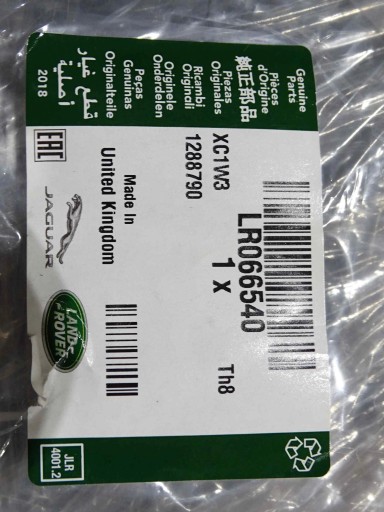 Genuine
Parts
Pièces
d'Origine
純正部品
Piezas
Originales
Ricambi
Originali
Originele
Onderdelen
Peças
Genuínas
Originalteile
قطع غيار
أصلية
2018
XC1W3
1288790
LR066540
1 X
Th8
Made In
United Kingdom
EAC
JAGUAR
LAND
ROVER
JLR
4001.2